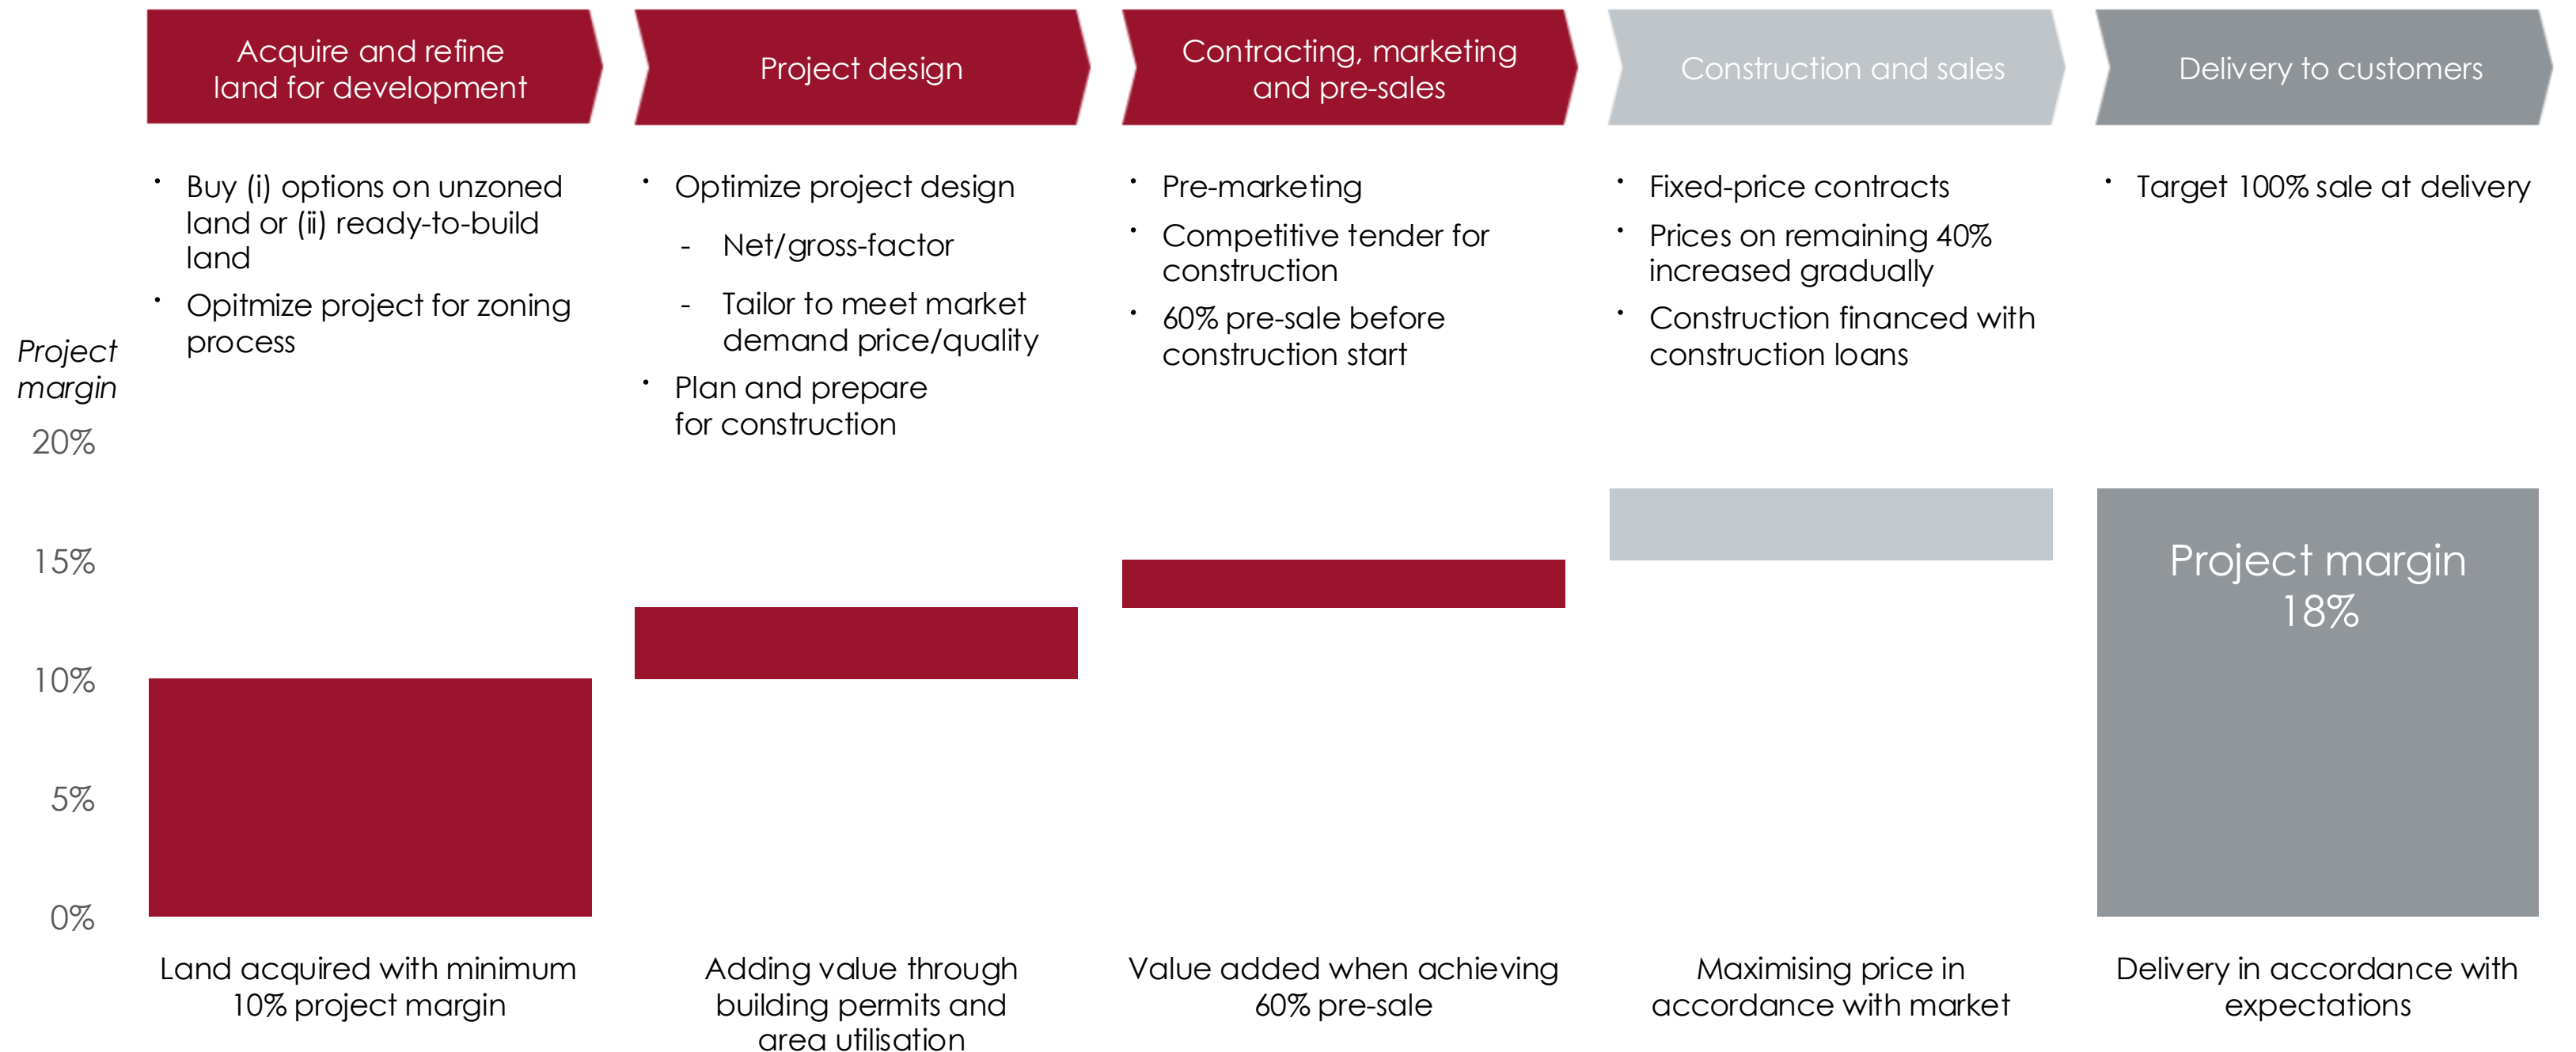 Acquire and refine
land for development
Project design
Contracting, marketing
and pre-sales
Construction and sales
Delivery to customers
• Buy (i) options on unzoned
land or (ii) ready-to-build
land
• Opitmize project for zoning
process
• Optimize project design
- Net/gross-factor
- Tailor to meet market
demand price/quality
• Plan and prepare
for construction
• Pre-marketing
• Competitive tender for
construction
• 60% pre-sale before
construction start
• Fixed-price contracts
• Prices on remaining 40%
increased gradually
• Construction financed with
construction loans
• Target 100% sale at delivery
Project
margin
20%
15%
10%
5%
0%
Project margin
18%
Land acquired with minimum
10% project margin
Adding value through
building permits and
area utilisation
Value added when achieving
60% pre-sale
Maximising price in
accordance with market
Delivery in accordance with
expectations